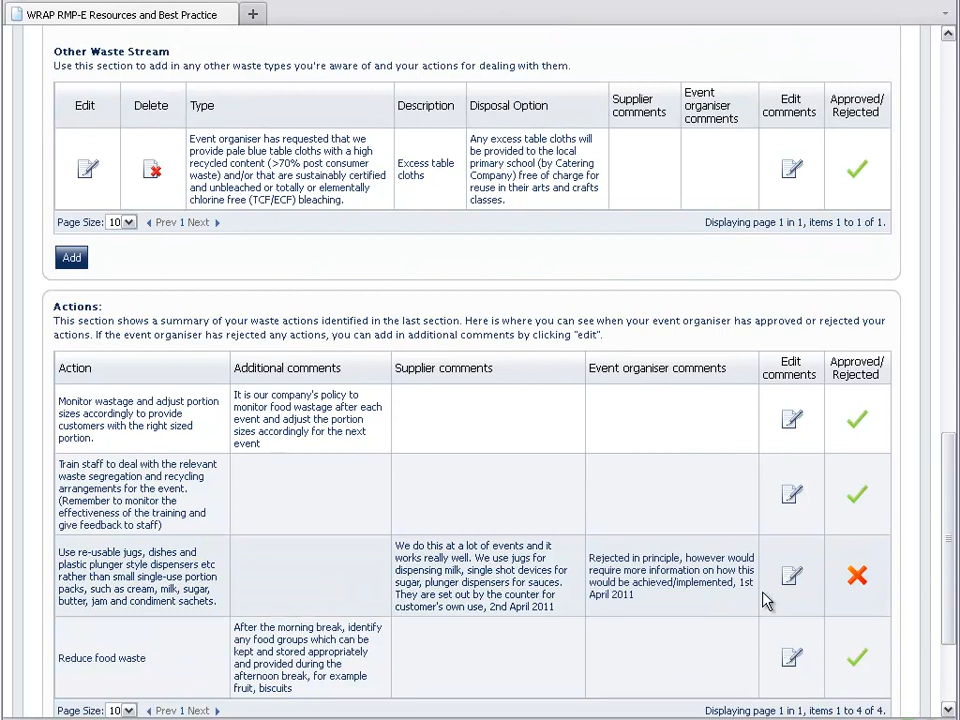 WRAP RMP-E Resources and Best Practice
Other Waste Stream
Use this section to add in any other waste types you're aware of and your actions for dealing with them.
Edit
Delete
Type
Description
Disposal Option
Supplier
comments
Event
organiser
comments
Edit
comments
Approved/
Rejected
Event organiser has requested that we
provide pale blue table cloths with a high
recycled content (>70% post consumer
waste) and/or that are sustainably certified
and unbleached or totally or elementally
chlorine free (TCF/ECF) bleaching.
Excess table
cloths
Any excess table cloths will
be provided to the local
primary school (by Catering
Company) free of charge for
reuse in their arts and crafts
classes.
Page Size: 10 Prev 1 Next
Displaying page 1 in 1, items 1 to 1 of 1.
Add
Actions:
This section shows a summary of your waste actions identified in the last section. Here is where you can see when your event organiser has approved or rejected your
actions. If the event organiser has rejected any actions, you can add in additional comments by clicking "edit".
Action
Additional comments
Supplier comments
Event organiser comments
Edit
comments
Approved/
Rejected
Monitor wastage and adjust portion
sizes accordingly to provide
customers with the right sized
portion.
It is our company's policy to
monitor food wastage after each
event and adjust the portion
sizes accordingly for the next
event
Train staff to deal with the relevant
waste segregation and recycling
arrangements for the event.
(Remember to monitor the
effectiveness of the training and
give feedback to staff)
Use re-usable jugs, dishes and
plastic plunger style dispensers etc
rather than small single-use portion
packs, such as cream, milk, sugar,
butter, jam and condiment sachets.
We do this at a lot of events and it
works really well. We use jugs for
dispensing milk, single shot devices for
sugar, plunger dispensers for sauces.
They are set out by the counter for
customer's own use, 2nd April 2011
Rejected in principle, however would
require more information on how this
would be achieved/implemented, 1st
April 2011
Reduce food waste
After the morning break, identify
any food groups which can be
kept and stored appropriately
and provided during the
afternoon break, for example
fruit, biscuits
Page Size: 10 Prev 1 Next
Displaying page 1 in 1, items 1 to 4 of 4.